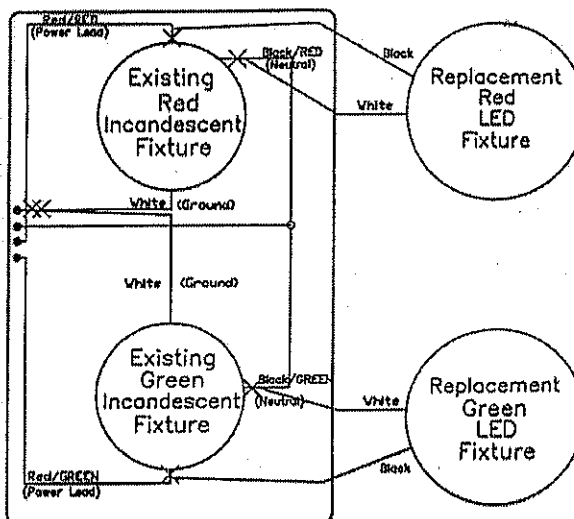 Red/RED
(Power Lead)
Black/RED
(Neutral)
Black
White
Existing
Red
Incandescent
Fixture
Replacement
Red
LED
Fixture
White (Ground)
White (Ground)
Existing
Green
Incandescent
Fixture
Black/GREEN
(Neutral)
White
Black
Replacement
Green
LED
Fixture
Red/GREEN
(Power Lead)